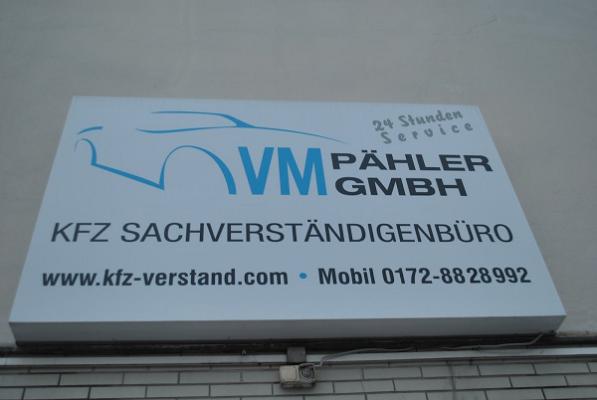 24 Stunden
Service
VM PÄHLER
GMBH
KFZ SACHVERSTÄNDIGENBÜRO
www.kfz-verstand.com • Mobil 0172-8828992